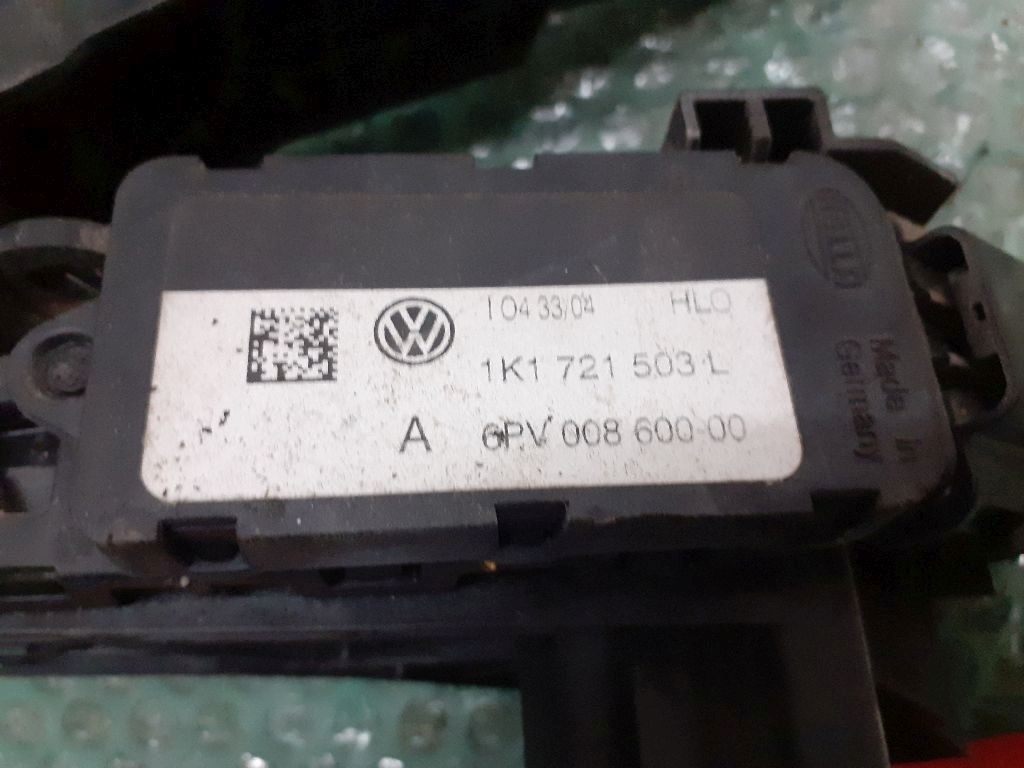 I 04 33/04 HLO
1K1 721 503 L
A 6PV 008 600-00
HELLA
Made in
Germany